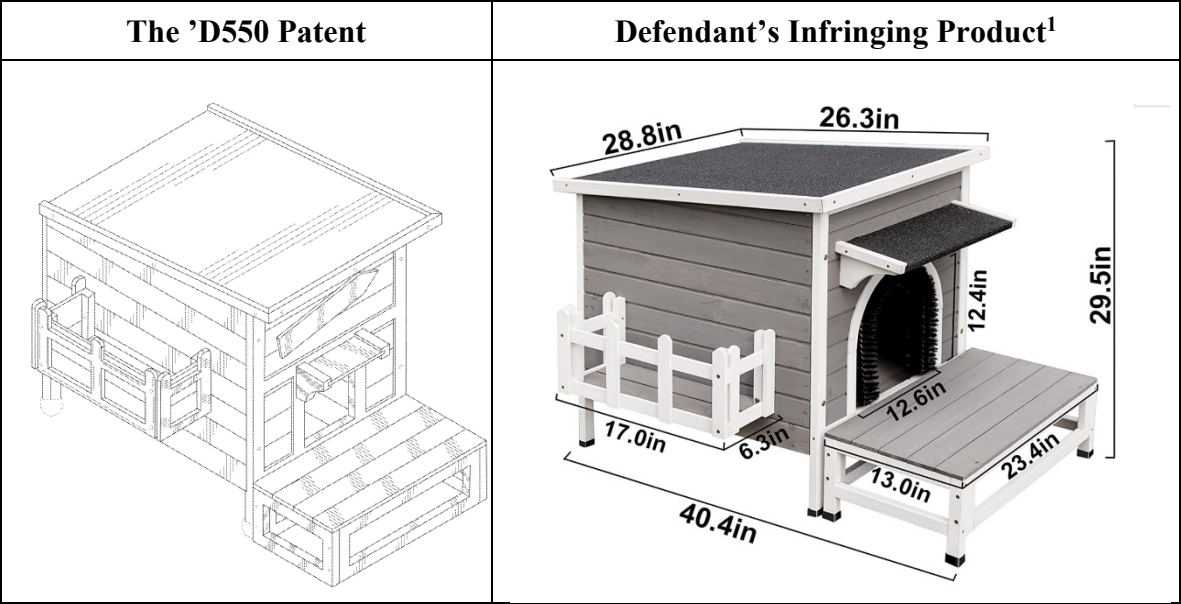 The ’D550 Patent
Defendant’s Infringing Product1
28.8in
26.3in
12.4in
29.5in
12.6in
17.0in
6.3in
13.0in
23.4in
40.4in